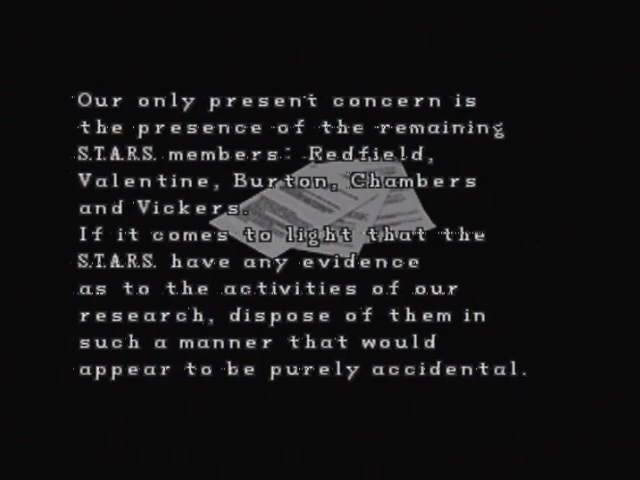 Our only present concern is
the presence of the remaining
S.T.A.R.S. members: Redfield,
Valentine, Burton, Chambers
and Vickers.
If it comes to light that the
S.T.A.R.S. have any evidence
as to the activities of our
research, dispose of them in
such a manner that would
appear to be purely accidental.